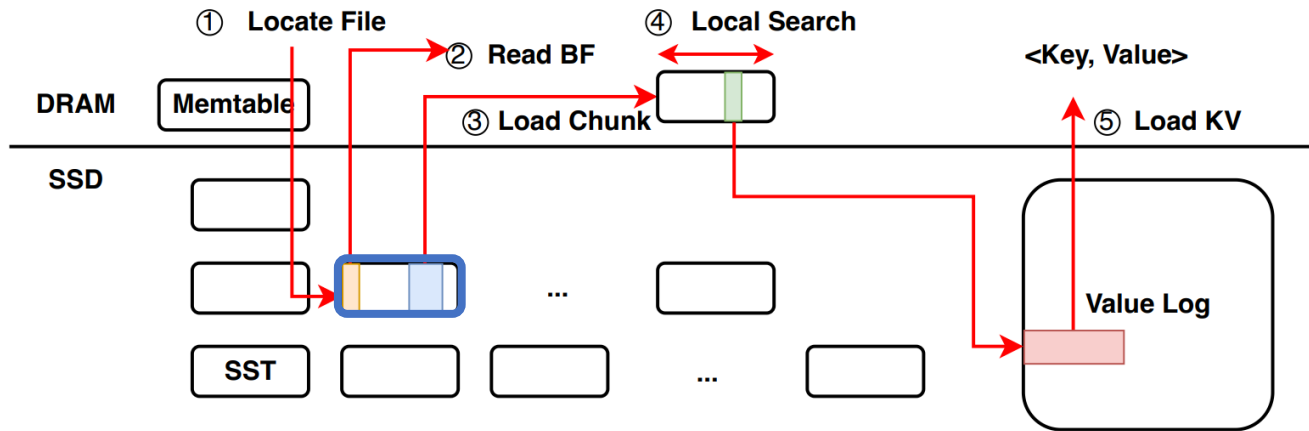 ① Locate File
② Read BF
④ Local Search
<Key, Value>
DRAM
Memtable
③ Load Chunk
⑤ Load KV
SSD
...
Value Log
SST
...